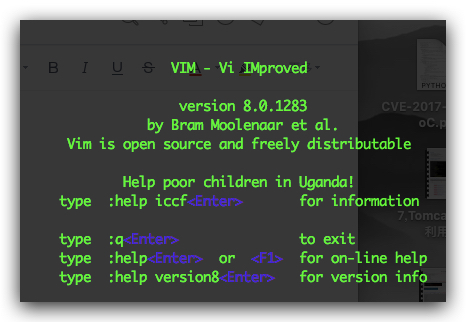 B I U S
VIM - Vi IMproved
PYTHO
version 8.0.1283
CVE-2017-
by Bram Moolenaar et al.
oC.p
Vim is open source and freely distributable
Help poor children in Uganda!
type :help iccf<Enter> for information
7.Tomca
利用
type :q<Enter> to exit
type :help<Enter> or <F1> for on-line help
type :help version8<Enter> for version info